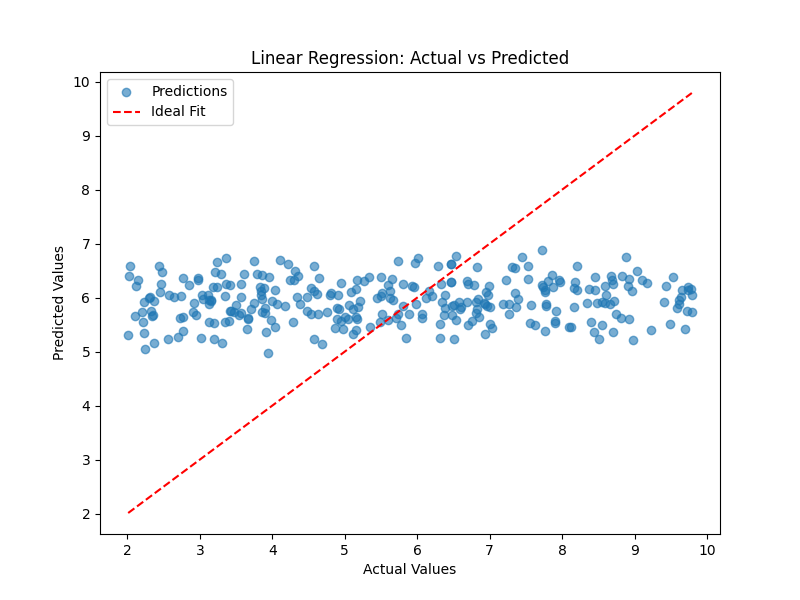 Linear Regression: Actual vs Predicted
Predictions
Ideal Fit
Predicted Values
10
9
8
7
6
5
4
3
2
2 3 4 5 6 7 8 9 10
Actual Values